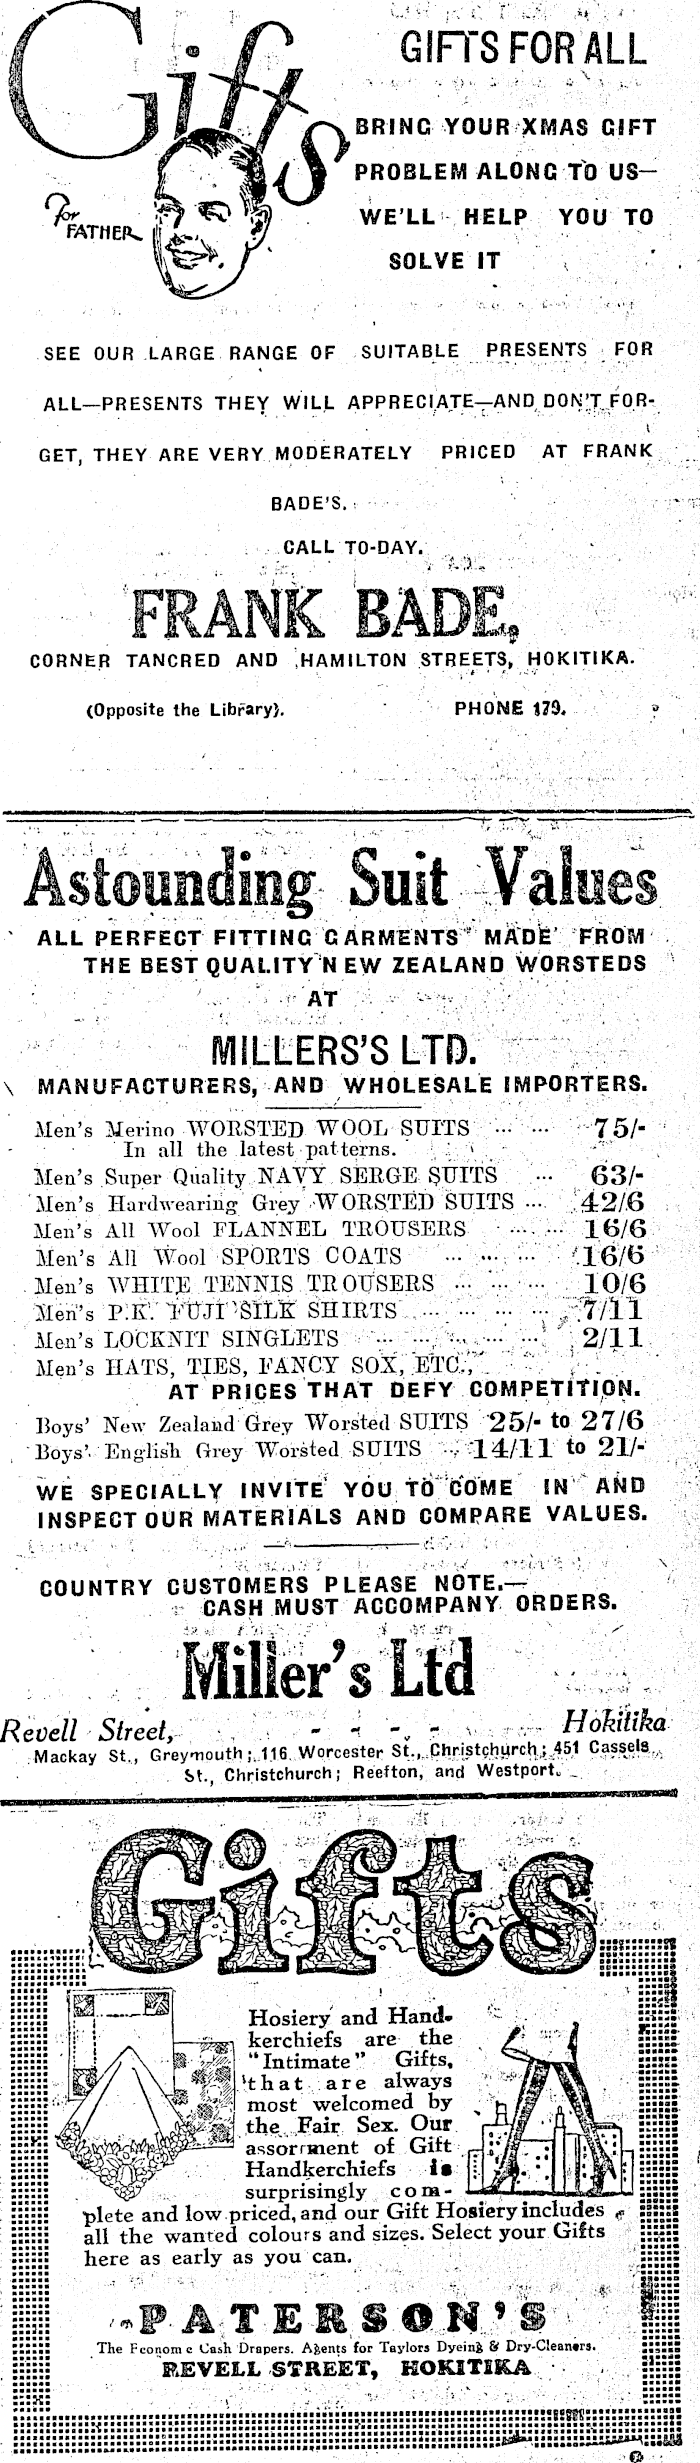 Gifts
For
FATHER
GIFTS FOR ALL
BRING YOUR XMAS GIFT
PROBLEM ALONG TO US—
WE'LL HELP YOU TO
SOLVE IT
SEE OUR LARGE RANGE OF SUITABLE PRESENTS FOR
ALL—PRESENTS THEY WILL APPRECIATE—AND DON'T FOR-
GET, THEY ARE VERY MODERATELY PRICED AT FRANK
BADE'S.
CALL TO-DAY.
FRANK BADE,
CORNER TANCRED AND HAMILTON STREETS, HOKITIKA.
(Opposite the Library). PHONE 179.
Astounding Suit Values
ALL PERFECT FITTING GARMENTS MADE FROM
THE BEST QUALITY NEW ZEALAND WORSTEDS
AT
MILLERS'S LTD.
MANUFACTURERS, AND WHOLESALE IMPORTERS.
Men's Merino WORSTED WOOL SUITS ... ... 75/-
In all the latest patterns.
Men's Super Quality NAVY SERGE SUITS ... 63/-
Men's Hardwearing Grey WORSTED SUITS ... 42/6
Men's All Wool FLANNEL TROUSERS ... ... 16/6
Men's All Wool SPORTS COATS ... ... ... 16/6
Men's WHITE TENNIS TROUSERS ... ... ... 10/6
Men's P.K. FUJI SILK SHIRTS ... ... ... ... 7/11
Men's LOCKNIT SINGLETS ... ... ... ... ... 2/11
Men's HATS, TIES, FANCY SOX, ETC.,
AT PRICES THAT DEFY COMPETITION.
Boys' New Zealand Grey Worsted SUITS 25/- to 27/6
Boys' English Grey Worsted SUITS .. 14/11 to 21/-
WE SPECIALLY INVITE YOU TO COME IN AND
INSPECT OUR MATERIALS AND COMPARE VALUES.
COUNTRY CUSTOMERS PLEASE NOTE.—
CASH MUST ACCOMPANY ORDERS.
Miller's Ltd
Revell Street, - - - - Hokitika
Mackay St., Greymouth; 116 Worcester St., Christchurch; 451 Cassels
St., Christchurch; Reefton, and Westport.
Gifts
Hosiery and Hand-
kerchiefs are the
"Intimate" Gifts,
that are always
most welcomed by
the Fair Sex. Our
assortment of Gift
Handkerchiefs is
surprisingly com-
plete and low priced, and our Gift Hosiery includes
all the wanted colours and sizes. Select your Gifts
here as early as you can.
PATERSON'S
The Economic Cash Drapers. Agents for Taylors Dyeing & Dry-Cleaners.
REVELL STREET, HOKITIKA